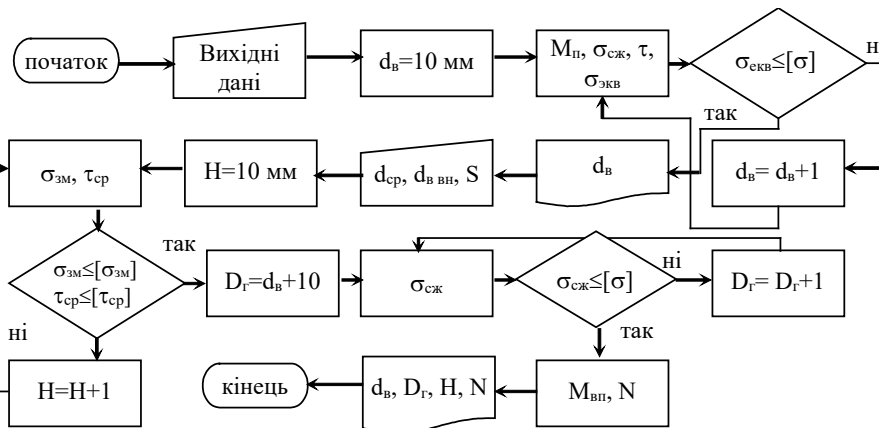 початок
Вихідні
дані
dв=10 мм
Мп, σсж, τ,
σэкв
σекв≤[σ]
н
так
σзм, τср
H=10 мм
dср, dв вн, S
dв
dв= dв+1
σзм≤[σзм]
τср≤[τср]
так
ні
Dг=dв+10
σсж
σсж≤[σ]
ні
так
Dг= Dг+1
H=H+1
кінець
dв, Dг, H, N
Мвп, N